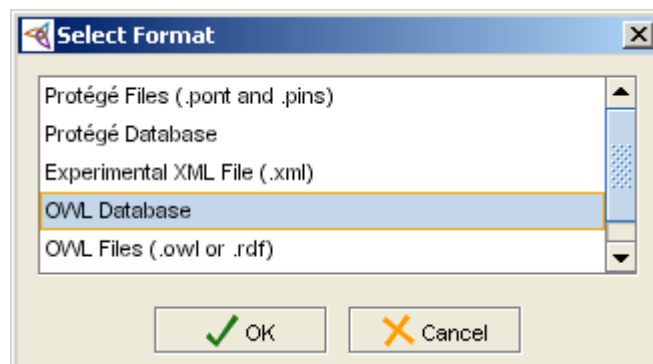 Select Format
Protégé Files (.pont and .pins)
Protégé Database
Experimental XML File (.xml)
OWL Database
OWL Files (.owl or .rdf)
OK
Cancel